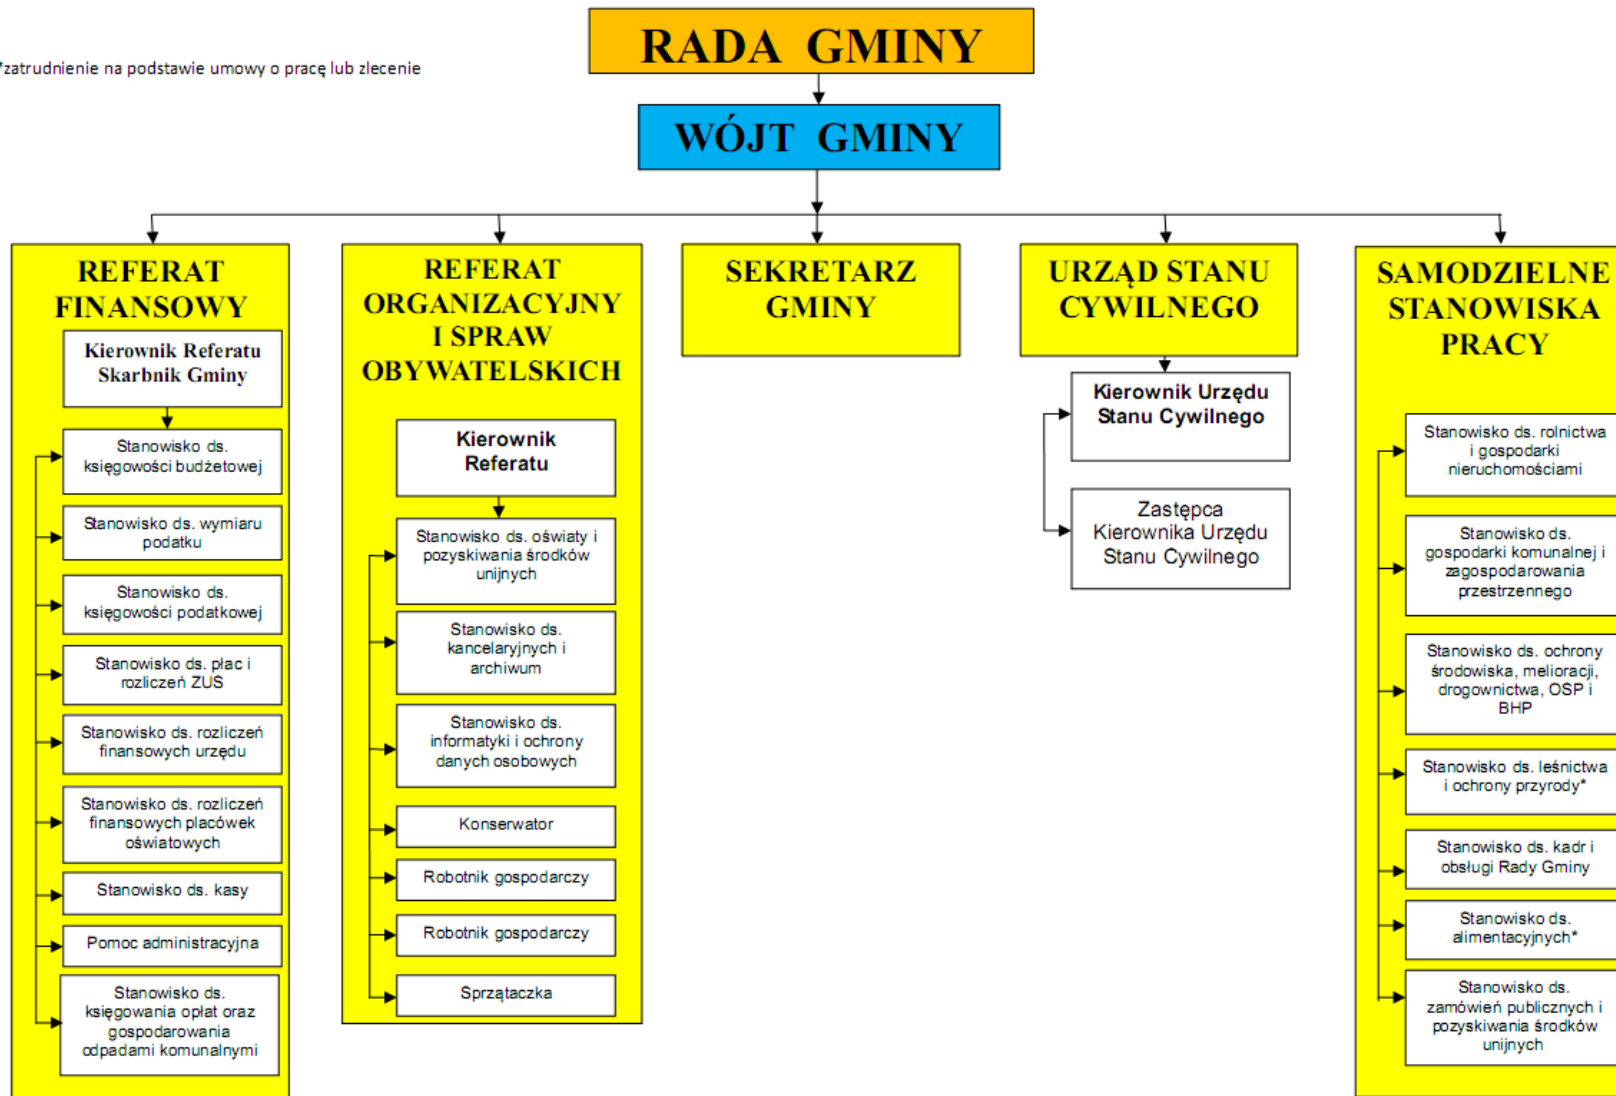 RADA GMINY
*zatrudnienie na podstawie umowy o pracę lub zlecenie
WÓJT GMINY
REFERAT
FINANSOWY
Kierownik Referatu
Skarbnik Gminy
Stanowisko ds.
księgowości budżetowej
Stanowisko ds. wymiaru
podatku
Stanowisko ds.
księgowości podatkowej
Stanowisko ds. płac i
rozliczeń ZUS
Stanowisko ds. rozliczeń
finansowych urzędu
Stanowisko ds. rozliczeń
finansowych placówek
oświatowych
Stanowisko ds. kasy
Pomoc administracyjna
Stanowisko ds.
księgowania opłat oraz
gospodarowania
odpadami komunalnymi
REFERAT
ORGANIZACYJNY
I SPRAW
OBYWATELSKICH
Kierownik
Referatu
Stanowisko ds. oświaty i
pozyskiwania środków
unijnych
Stanowisko ds.
kancelaryjnych i
archiwum
Stanowisko ds.
informatyki i ochrony
danych osobowych
Konserwator
Robotnik gospodarczy
Robotnik gospodarczy
Sprzątaczka
SEKRETARZ
GMINY
URZĄD STANU
CYWILNEGO
Kierownik Urzędu
Stanu Cywilnego
Zastępca
Kierownika Urzędu
Stanu Cywilnego
SAMODZIELNE
STANOWISKA
PRACY
Stanowisko ds. rolnictwa
i gospodarki
nieruchomościami
Stanowisko ds.
gospodarki komunalnej i
zagospodarowania
przestrzennego
Stanowisko ds. ochrony
środowiska, melioracji,
drogownictwa, OSP i
BHP
Stanowisko ds. leśnictwa
i ochrony przyrody*
Stanowisko ds. kadr i
obsługi Rady Gminy
Stanowisko ds.
alimentacyjnych*
Stanowisko ds.
zamówień publicznych i
pozyskiwania środków
unijnych